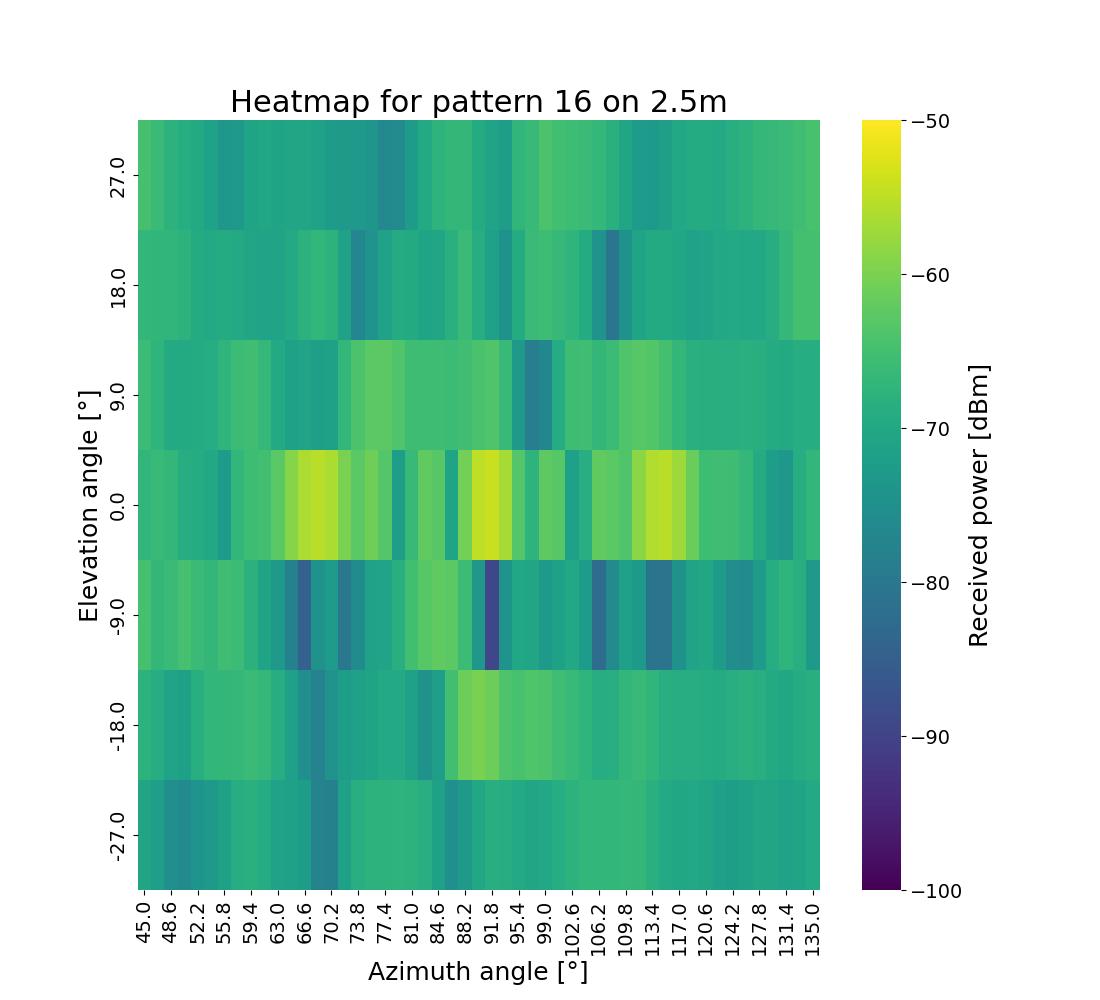 Heatmap for pattern 16 on 2.5m
Elevation angle [°]
27.0
18.0
9.0
0.0
-9.0
-18.0
-27.0
45.0 48.6 52.2 55.8 59.4 63.0 66.6 70.2 73.8 77.4 81.0 84.6 88.2 91.8 95.4 99.0 102.6 106.2 109.8 113.4 117.0 120.6 124.2 127.8 131.4 135.0
Azimuth angle [°]
−50
−60
−70
−80
−90
−100
Received power [dBm]